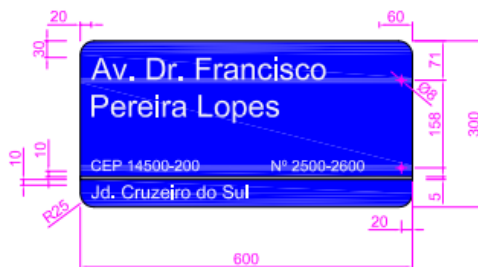 20
60
30
Av. Dr. Francisco
Pereira Lopes
71
Ø8
158
300
10
10
CEP 14500-200 Nº 2500-2600
Jd. Cruzeiro do Sul
5
R25
20
600